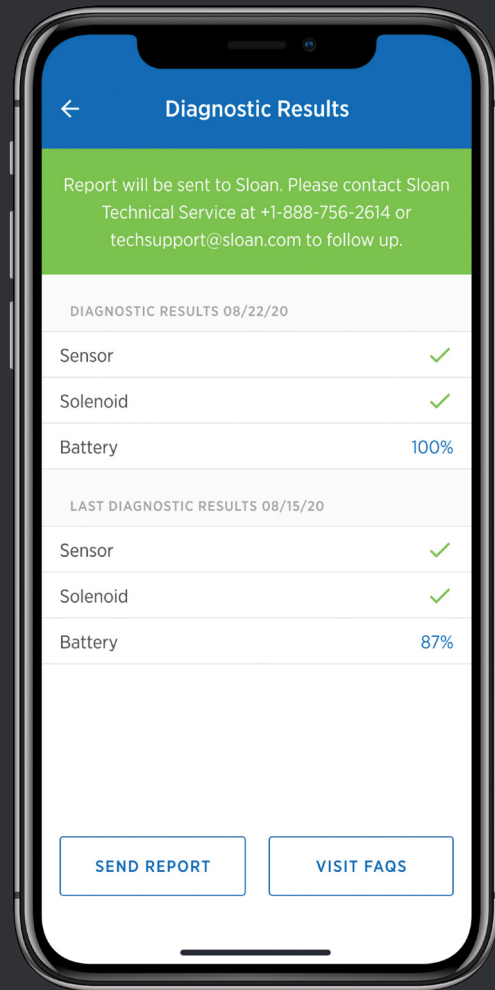 Diagnostic Results
Report will be sent to Sloan. Please contact Sloan
Technical Service at +1-888-756-2614 or
techsupport@sloan.com to follow up.
DIAGNOSTIC RESULTS 08/22/20
Sensor
Solenoid
Battery 100%
LAST DIAGNOSTIC RESULTS 08/15/20
Sensor
Solenoid
Battery 87%
SEND REPORT VISIT FAQS